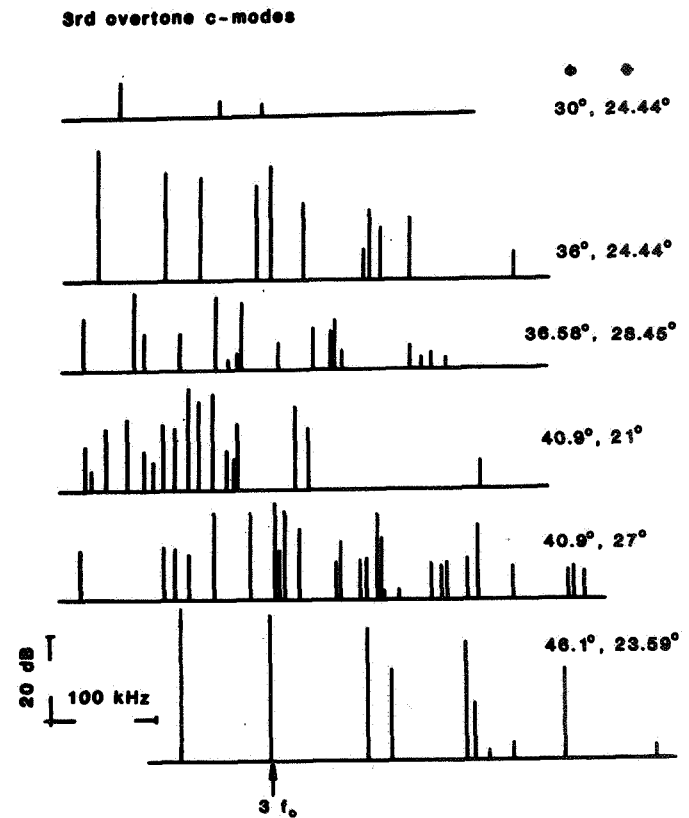 3rd overtone c-modes
30°, 24.44°
36°, 24.44°
36.58°, 28.45°
40.9°, 21°
40.9°, 27°
46.1°, 23.59°
20 dB
100 kHz
3 f₀